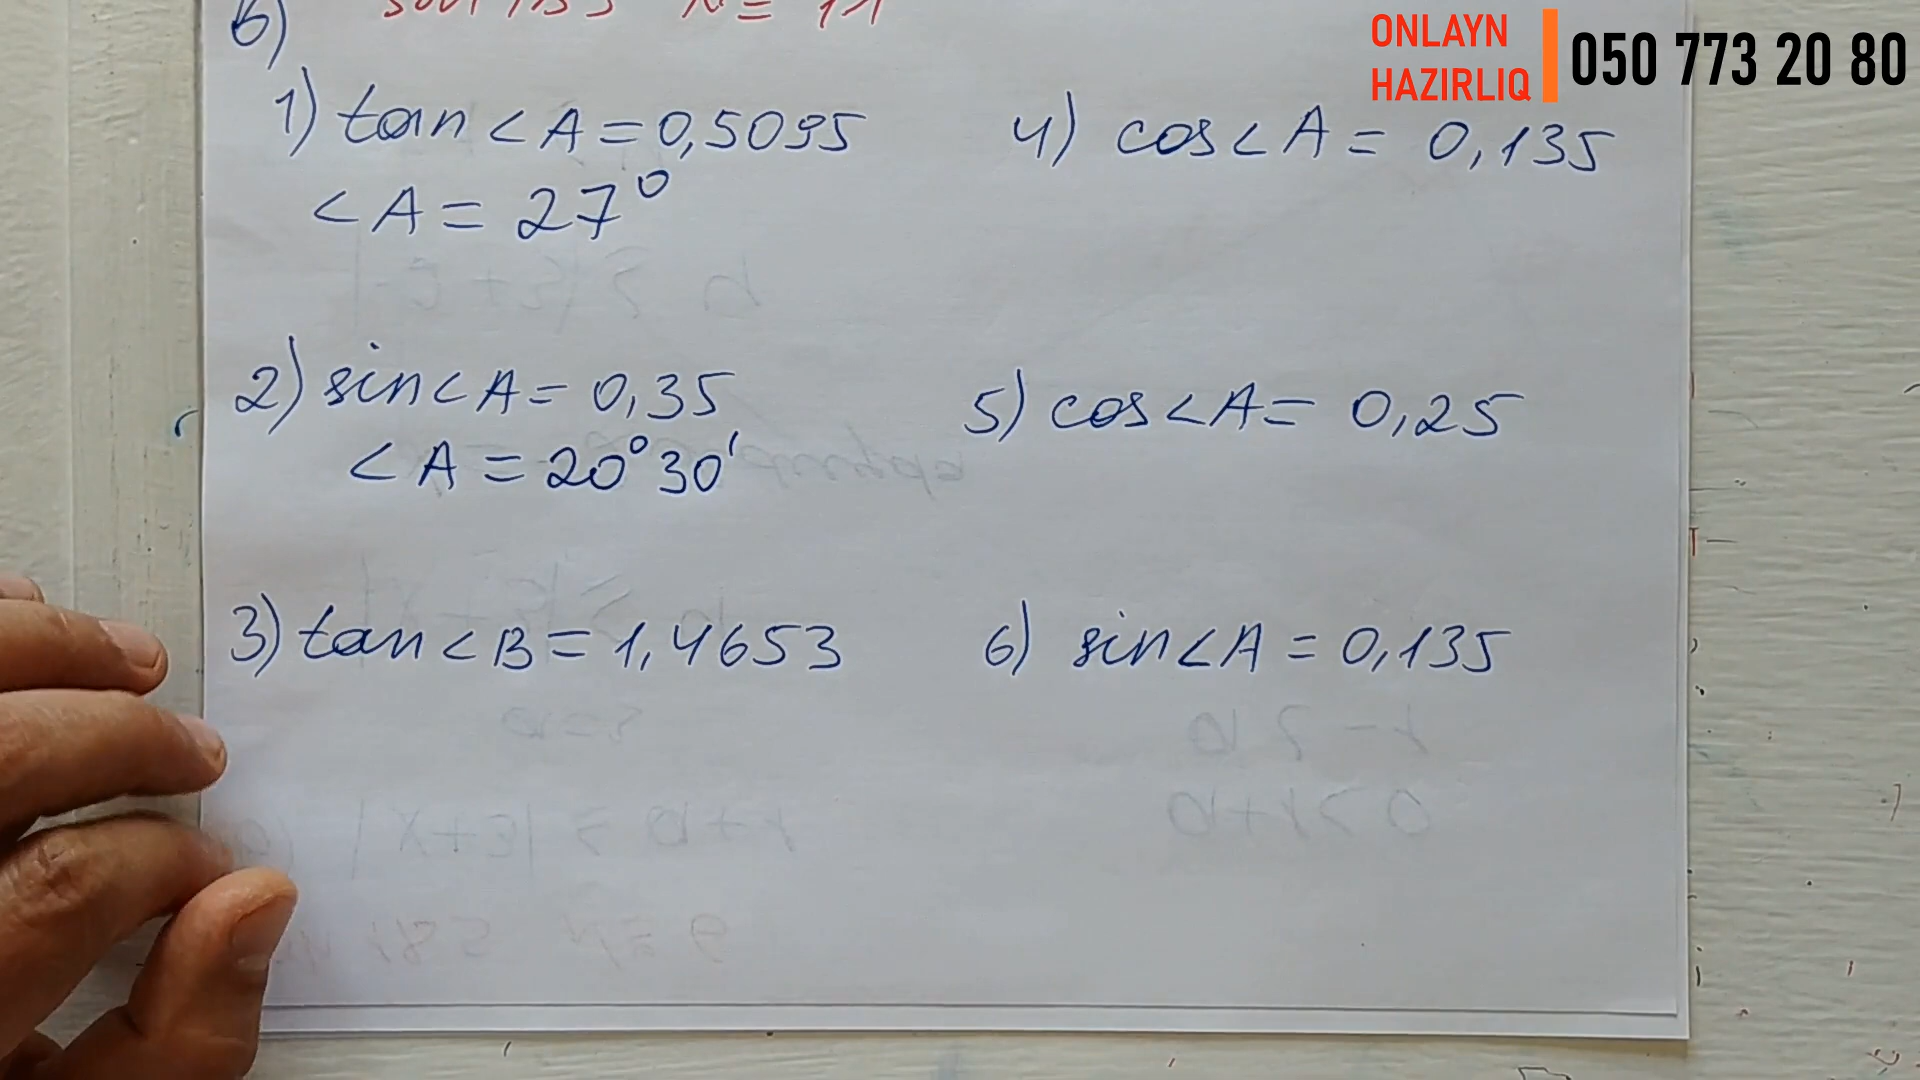 ONLAYN
HAZIRLIQ
050 773 20 80
б)
1) tan<A=0,5095
<A=27°
2) sin<A=0,35
<A=20°30'
3) tan<B=1,4653
4) cos<A= 0,135
5) cos<A= 0,25
6) sin<A=0,135